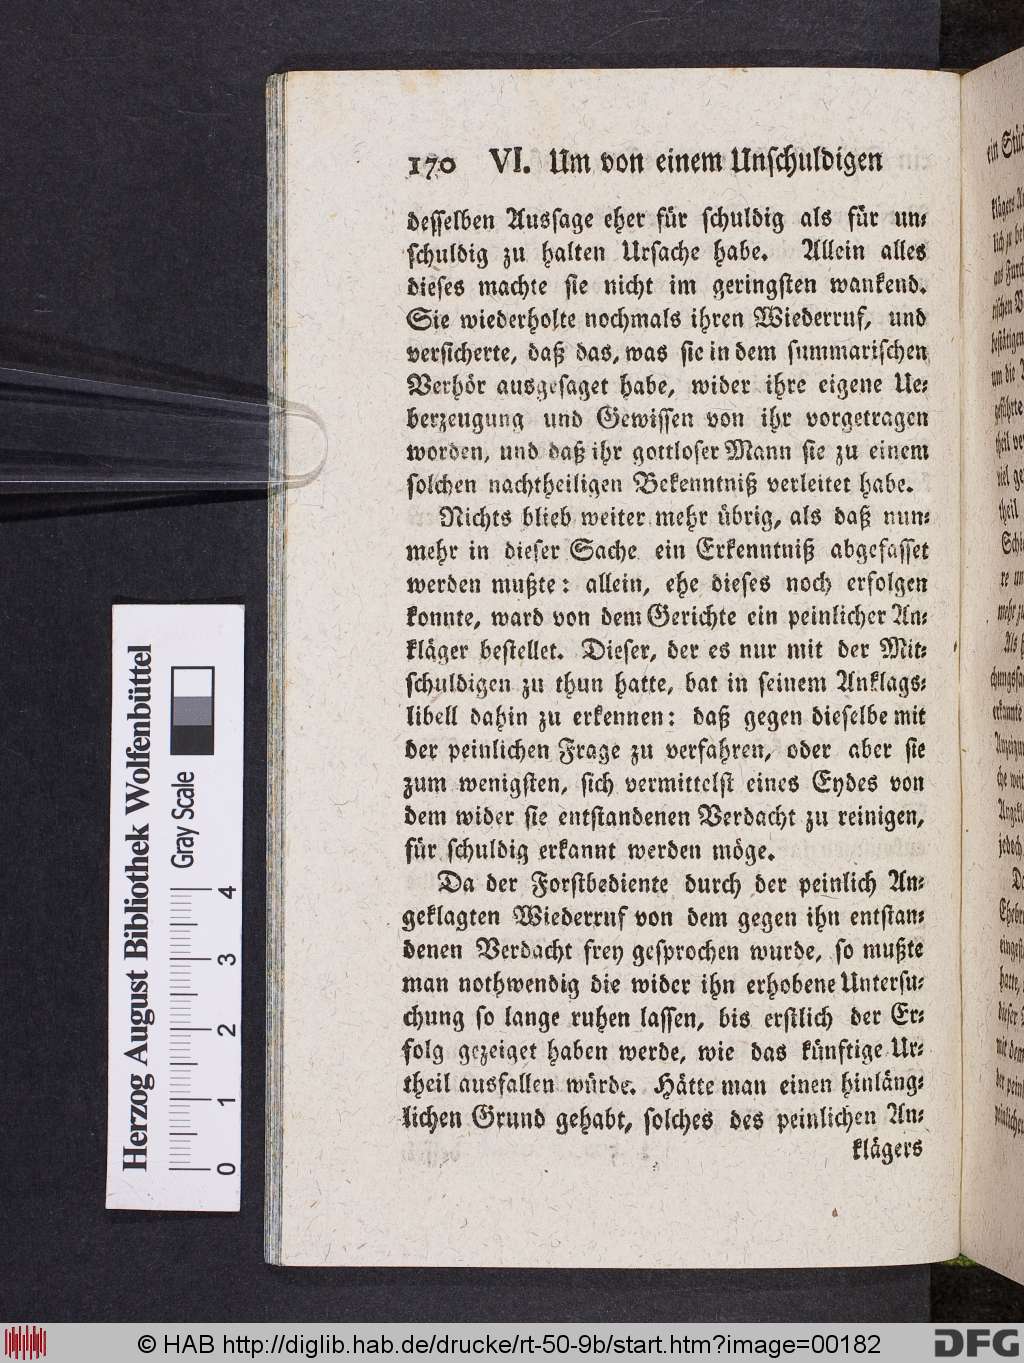 170 VI. Um von einem Unschuldigen
desselben Aussage eher für schuldig als für un-
schuldig zu halten Ursache habe. Allein alles
dieses machte sie nicht im geringsten wankend.
Sie wiederholte nochmals ihren Wiederruf, und
versicherte, daß das, was sie in dem summarischen
Verhör ausgesaget habe, wider ihre eigene Ue-
berzeugung und Gewissen von ihr vorgetragen
worden, und daß ihr gottloser Mann sie zu einem
solchen nachtheiligen Bekenntniß verleitet habe.
Nichts blieb weiter mehr übrig, als daß nun-
mehr in dieser Sache ein Erkenntniß abgefasset
werden mußte: allein, ehe dieses noch erfolgen
konnte, ward von dem Gerichte ein peinlicher An-
kläger bestellet. Dieser, der es nur mit der Mit-
schuldigen zu thun hatte, bat in seinem Anklags-
libell dahin zu erkennen: daß gegen dieselbe mit
der peinlichen Frage zu verfahren, oder aber sie
zum wenigsten, sich vermittelst eines Eydes von
dem wider sie entstandenen Verdacht zu reinigen,
für schuldig erkannt werden möge.
Da der Forstbediente durch der peinlich An-
geklagten Wiederruf von dem gegen ihn entstan-
denen Verdacht frey gesprochen wurde, so mußte
man nothwendig die wider ihn erhobene Untersu-
chung so lange ruhen lassen, bis erstlich der Er-
folg gezeiget haben werde, wie das künftige Ur-
theil ausfallen würde. Hätte man einen hinläng-
lichen Grund gehabt, solches des peinlichen An-
klägers
Herzog August Bibliothek Wolfenbüttel
Gray Scale
0 1 2 3 4
© HAB http://diglib.hab.de/drucke/rt-50-9b/start.htm?image=00182
DFG